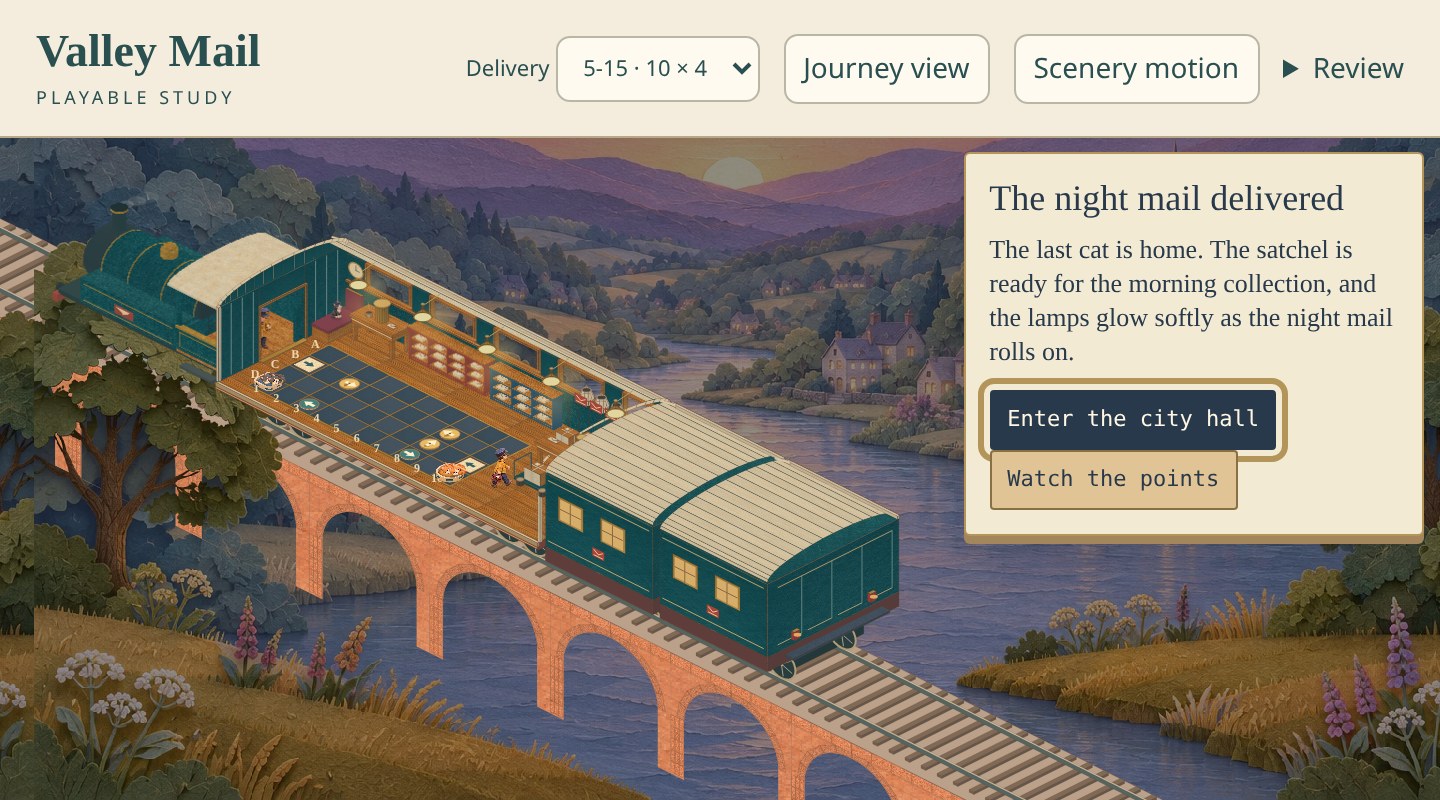 Valley Mail
PLAYABLE STUDY
Delivery 5-15 · 10 × 4 Journey view Scenery motion Review
The night mail delivered
The last cat is home. The satchel is
ready for the morning collection, and
the lamps glow softly as the night mail
rolls on.
Enter the city hall
Watch the points
A
B
C
D
1
2
3
4
5
6
7
8
9